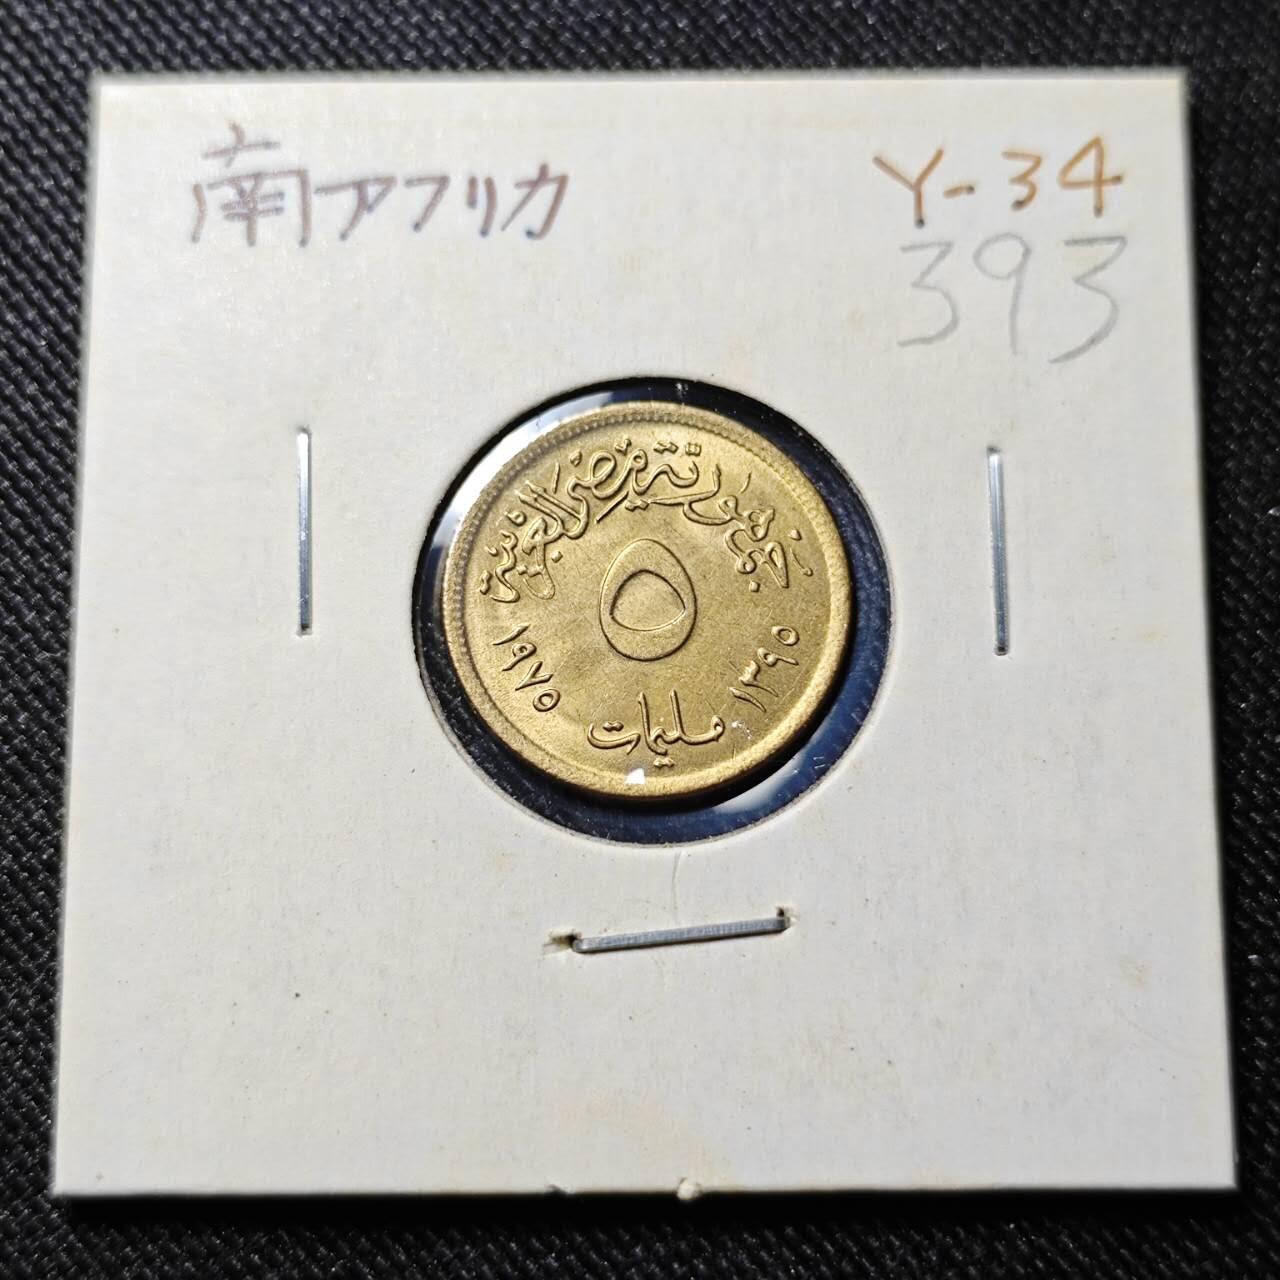 南アフリカ
Y-34
393
جمهورية مصر العربية
٥
١٩٧٥
١٣٩٥
مليمات